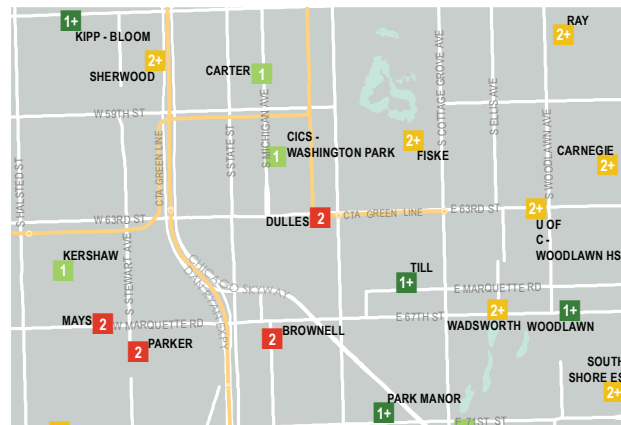 1+
KIPP - BLOOM
2+
SHERWOOD
CARTER
1
RAY
2+
W 59TH ST
CTA GREEN LINE
S STATE ST
S MICHIGAN AVE
S COTTAGE GROVE AVE
S ELLIS AVE
S WOODLAWN AVE
S HALSTED ST
CICS -
WASHINGTON PARK
1
2+
FISKE
CARNEGIE
2+
W 63RD ST
DULLES
2
CTA GREEN LINE
E 63RD ST
2+
U OF
C -
WOODLAWN HS
KERSHAW
1
S STEWART AVE
CHICAGO SKYWAY
DAN RYAN EXPY
TILL
1+
E MARQUETTE RD
MAYS
2
W MARQUETTE RD
2
PARKER
2
BROWNELL
E 67TH ST
2+
WADSWORTH
1+
WOODLAWN
SOUTH
SHORE ES
2+
PARK MANOR
1+
E 71ST ST